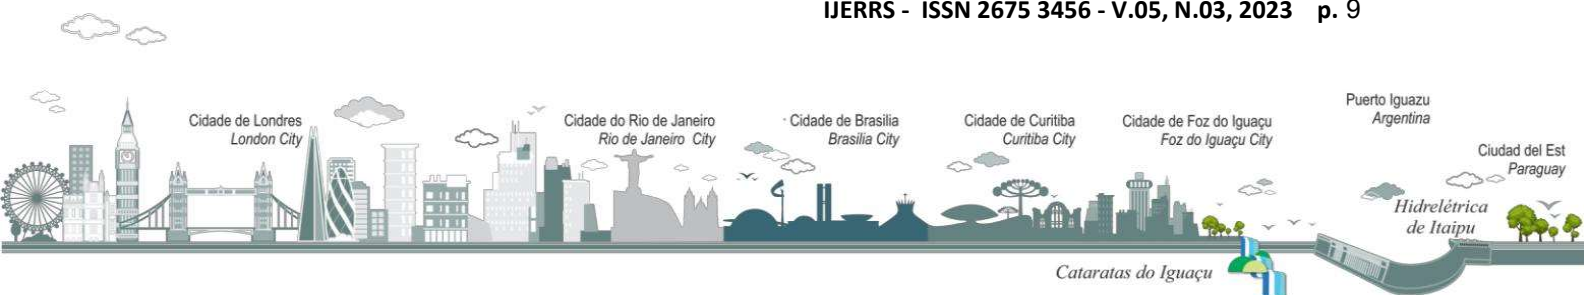 IJERRS - ISSN 2675 3456 - V.05, N.03, 2023 p. 9
Cidade de Londres
London City
Cidade do Rio de Janeiro
Rio de Janeiro City
Cidade de Brasilia
Brasilia City
Cidade de Curitiba
Curitiba City
Cidade de Foz do Iguaçu
Foz do Iguaçu City
Puerto Iguazu
Argentina
Ciudad del Est
Paraguay
Hidrelétrica
de Itaipu
Cataratas do Iguaçu